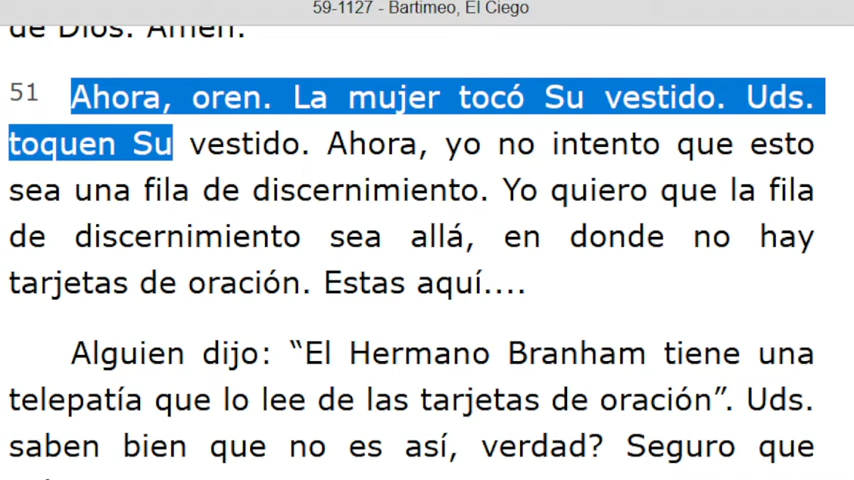 59-1127 - Bartimeo, El Ciego
de Dios. Amén.
51 Ahora, oren. La mujer tocó Su vestido. Uds.
toquen Su vestido. Ahora, yo no intento que esto
sea una fila de discernimiento. Yo quiero que la fila
de discernimiento sea allá, en donde no hay
tarjetas de oración. Estas aquí....
Alguien dijo: “El Hermano Branham tiene una
telepatía que lo lee de las tarjetas de oración”. Uds.
saben bien que no es así, verdad? Seguro que